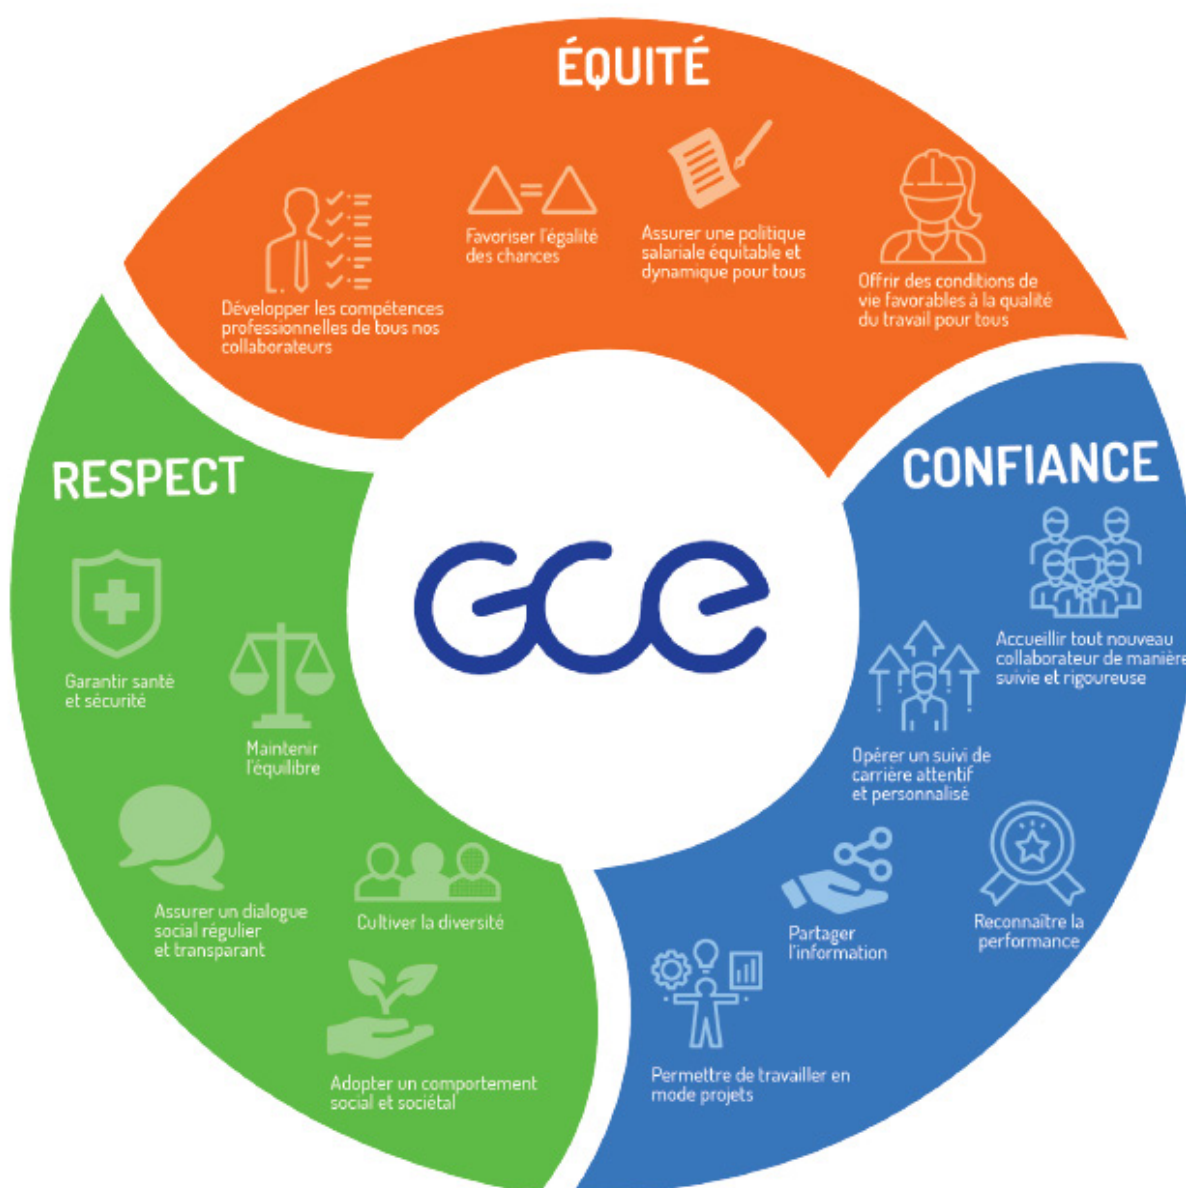 ÉQUITÉ
Développer les compétences
professionnelles de tous nos
collaborateurs
Favoriser l'égalité
des chances
Assurer une politique
salariale équitable et
dynamique pour tous
Offrir des conditions de
vie favorables à la qualité
du travail pour tous
CONFIANCE
Accueillir tout nouveau
collaborateur de manière
suivie et rigoureuse
Opérer un suivi de
carrière attentif
et personnalisé
Reconnaître la
performance
Partager
l'information
Permettre de travailler en
mode projets
RESPECT
Garantir santé
et sécurité
Maintenir
l'équilibre
Assurer un dialogue
social régulier
et transparant
Cultiver la diversité
Adopter un comportement
social et sociétal
GCE